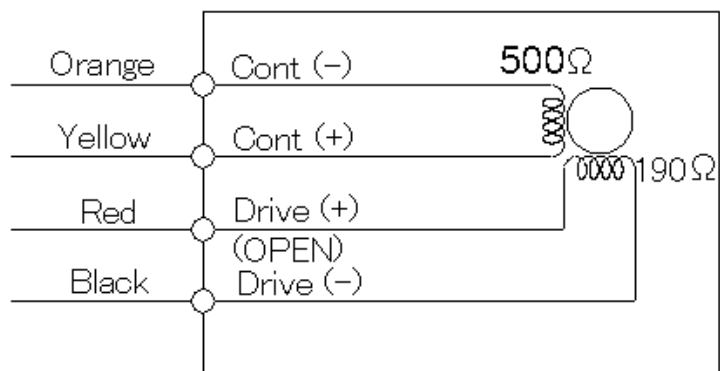 Orange Cont (-) 500Ω
Yellow Cont (+)
190Ω
Red Drive (+)
(OPEN)
Black Drive (-)